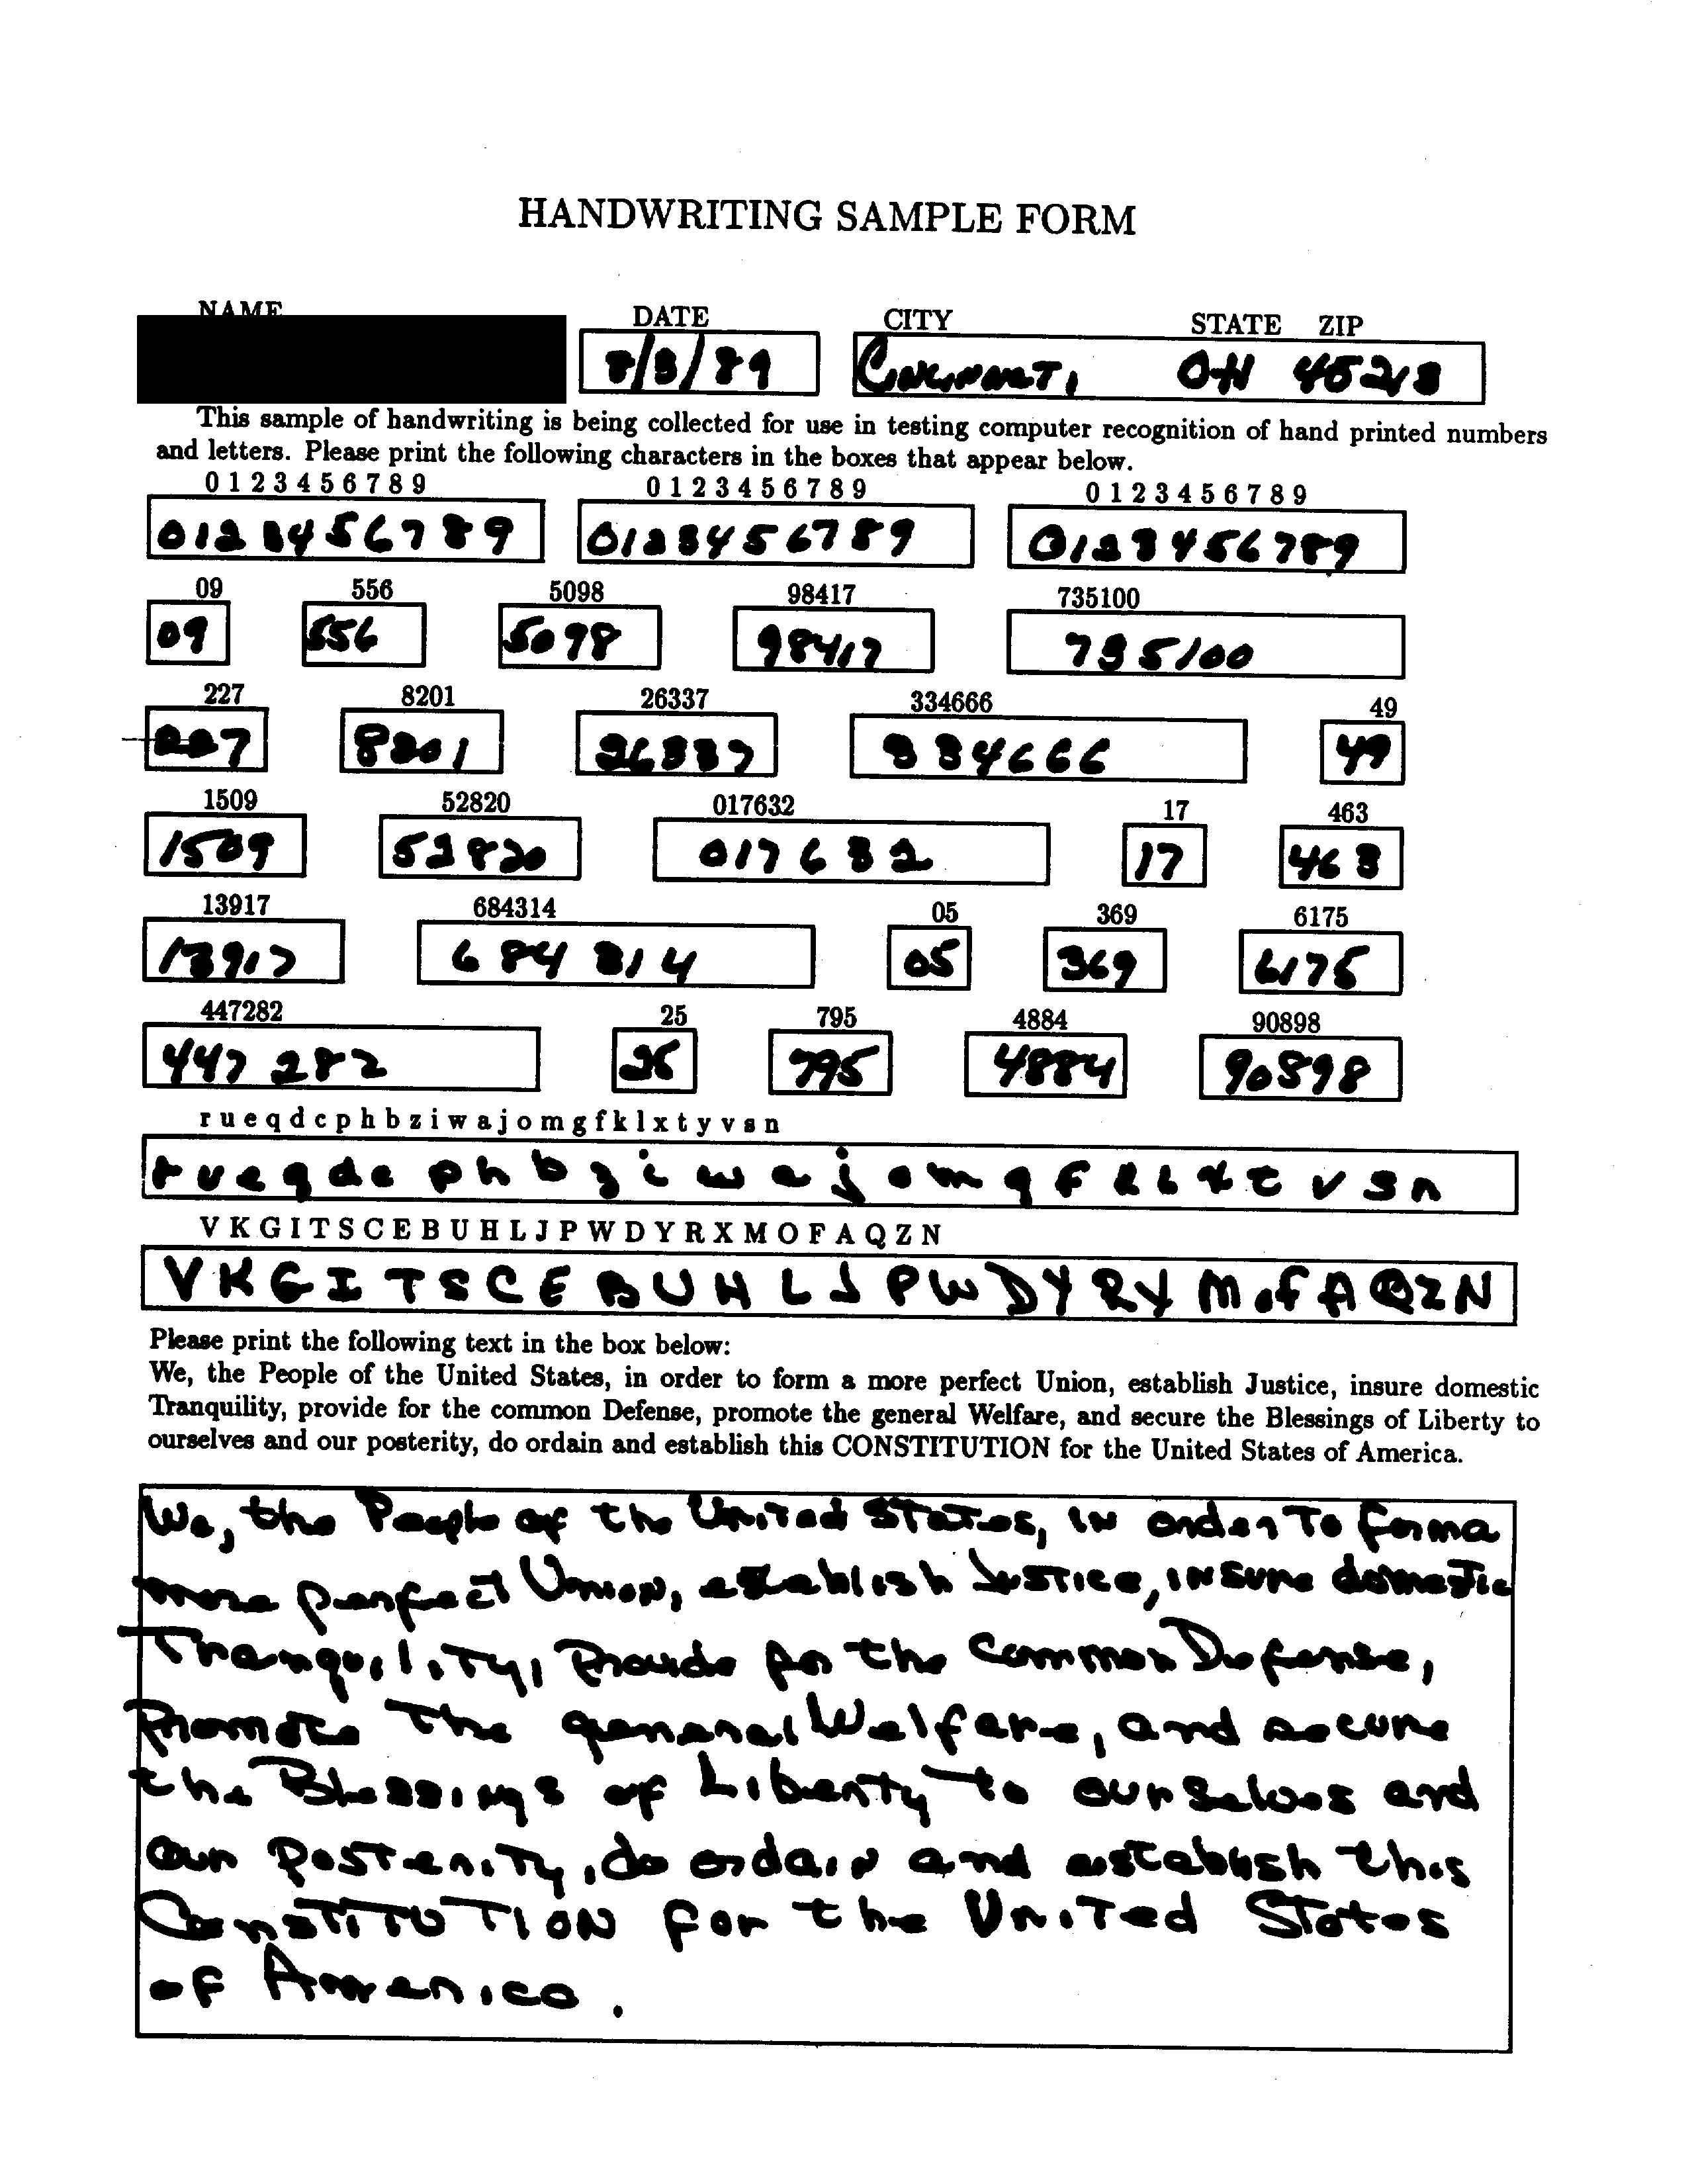 HANDWRITING SAMPLE FORM
NAME DATE CITY STATE ZIP
8/3/89 Cincinnati OH 45213
This sample of handwriting is being collected for use in testing computer recognition of hand printed numbers
and letters. Please print the following characters in the boxes that appear below.
0 1 2 3 4 5 6 7 8 9 0 1 2 3 4 5 6 7 8 9 0 1 2 3 4 5 6 7 8 9
0123456789 0123456789 0123456789
09 556 5098 98417 735100
09 556 5098 98417 735100
227 8201 26337 334666 49
227 8201 26337 334666 49
1509 52820 017632 17 463
1509 52820 017632 17 463
13917 684314 05 369 6175
13917 684314 05 369 6175
447282 25 795 4884 90898
447282 25 795 4884 90898
r u e q d c p h b z i w a j o m g f k l x t y v s n
r u e q d c p h b z i w a j o m g f k l x t v s n
V K G I T S C E B U H L J P W D Y R X M O F A Q Z N
V K G I T S C E B U H L J P W D Y R X M O F A Q Z N
Please print the following text in the box below:
We, the People of the United States, in order to form a more perfect Union, establish Justice, insure domestic
Tranquility, provide for the common Defense, promote the general Welfare, and secure the Blessings of Liberty to
ourselves and our posterity, do ordain and establish this CONSTITUTION for the United States of America.
We, the People of the United States, in order To form a
more perfect Union, establish Justice, insure domestic
Tranquility, Provide for the common Defense,
Promote The general Welfare, and secure
the Blessings of Liberty to ourselves and
our Posterity, do ordain and establish this
ConstITUTION for the United States
of America.